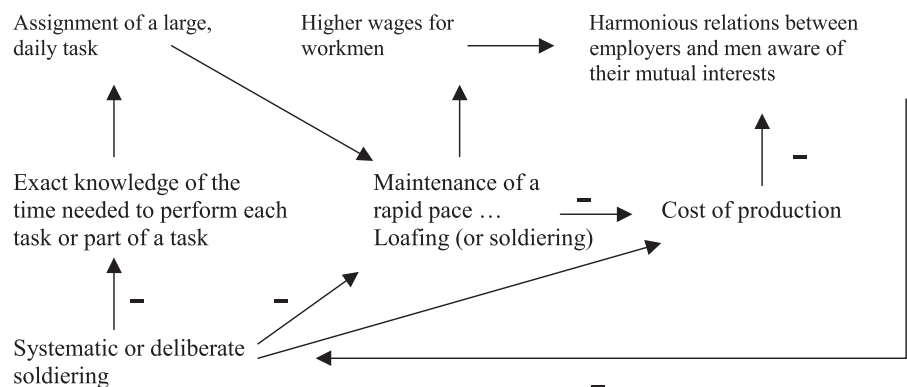 Assignment of a large,
daily task
Higher wages for
workmen
Harmonious relations between
employers and men aware of
their mutual interests
Exact knowledge of the
time needed to perform each
task or part of a task
Maintenance of a
rapid pace …
Loafing (or soldiering)
–
Cost of production
–
–
–
Systematic or deliberate
soldiering
–